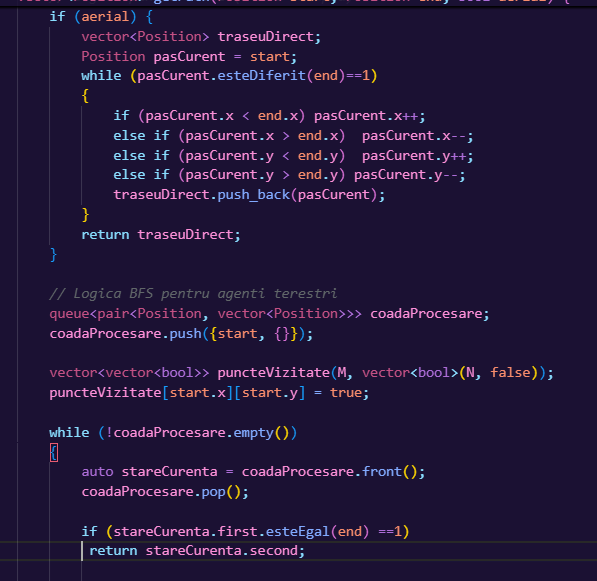 if (aerial) {
vector<Position> traseuDirect;
Position pasCurent = start;
while (pasCurent.esteDiferit(end)==1)
{
if (pasCurent.x < end.x) pasCurent.x++;
else if (pasCurent.x > end.x)  pasCurent.x--;
else if (pasCurent.y < end.y)  pasCurent.y++;
else if (pasCurent.y > end.y) pasCurent.y--;
traseuDirect.push_back(pasCurent);
}
return traseuDirect;
}
// Logica BFS pentru agenti terestri
queue<pair<Position, vector<Position>>> coadaProcesare;
coadaProcesare.push({start, {}});
vector<vector<bool>> puncteVizitate(M, vector<bool>(N, false));
puncteVizitate[start.x][start.y] = true;
while (!coadaProcesare.empty())
{
auto stareCurenta = coadaProcesare.front();
coadaProcesare.pop();
if (stareCurenta.first.esteEgal(end) ==1)
return stareCurenta.second;